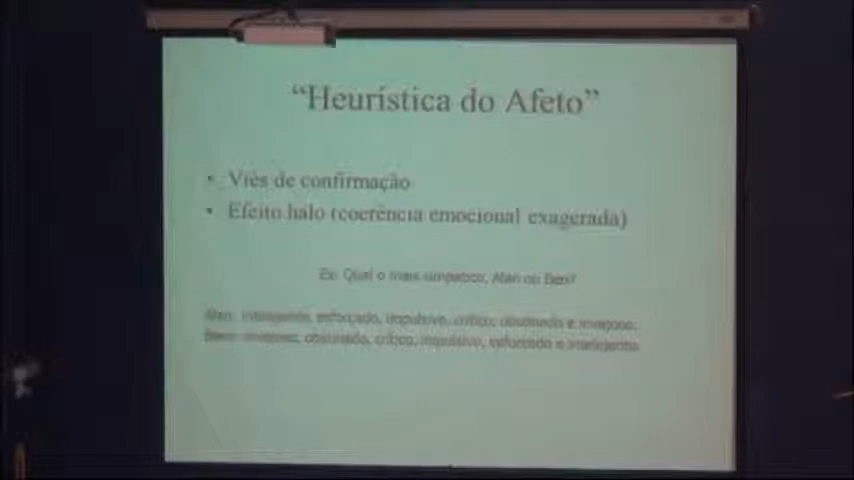 “Heurística do Afeto”
• Viés de confirmação
• Efeito halo (coerência emocional exagerada)
Ex: Qual o mais simpático, Alan ou Ben?
Alan: inteligente, esforçado, impulsivo, crítico, obstinado e invejoso.
Ben: invejoso, obstinado, crítico, impulsivo, esforçado e inteligente.